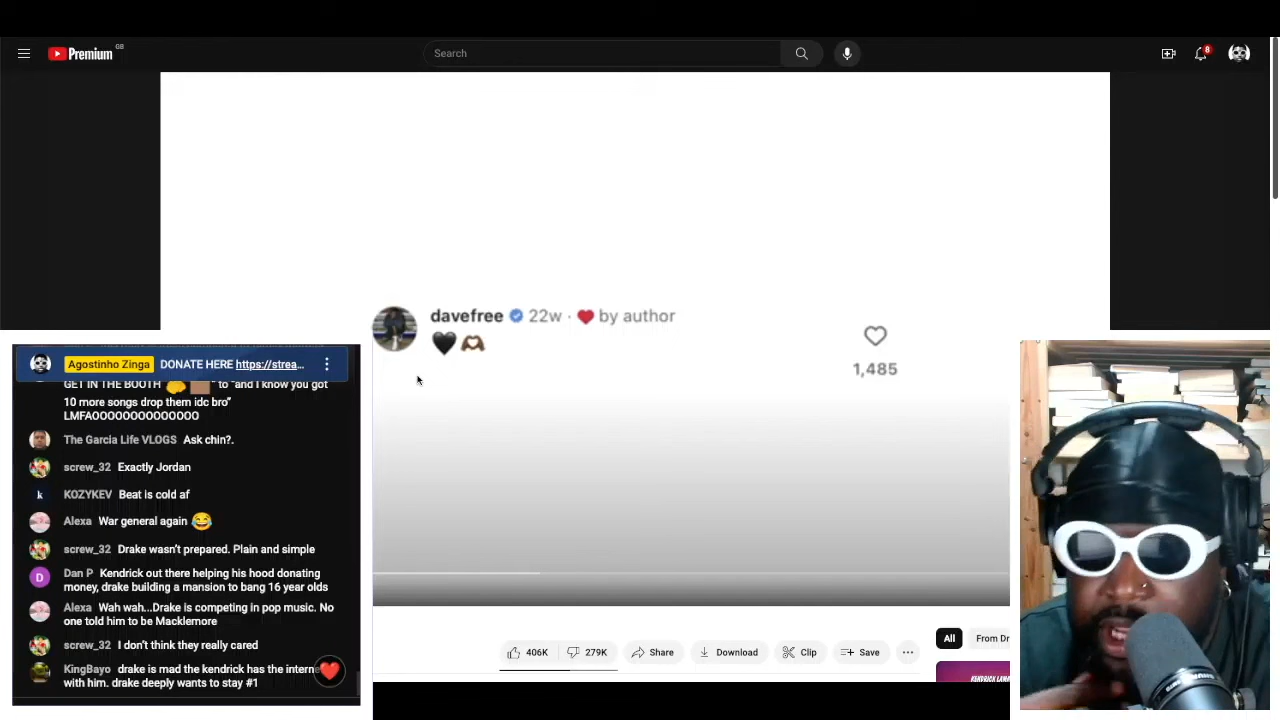 Premium GB
Search
8
davefree 22w · ❤️ by author
🖤🫶🏾
1,485
Agostinho Zinga DONATE HERE https://strea...
GET IN THE BOOTH to "and I know you got
10 more songs drop them idc bro"
LMFAOOOOOOOOOOOOO
The Garcia Life VLOGS Ask chin?.
screw_32 Exactly Jordan
k KOZYKEV Beat is cold af
Alexa War general again 😂
screw_32 Drake wasn't prepared. Plain and simple
D Dan P Kendrick out there helping his hood donating
money, drake building a mansion to bang 16 year olds
Alexa Wah wah...Drake is competing in pop music. No
one told him to be Macklemore
screw_32 I don't think they really cared
KingBayo drake is mad the kendrick has the interne
with him. drake deeply wants to stay #1
406K 279K Share Download Clip Save
All From Dr
KENDRICK LAM